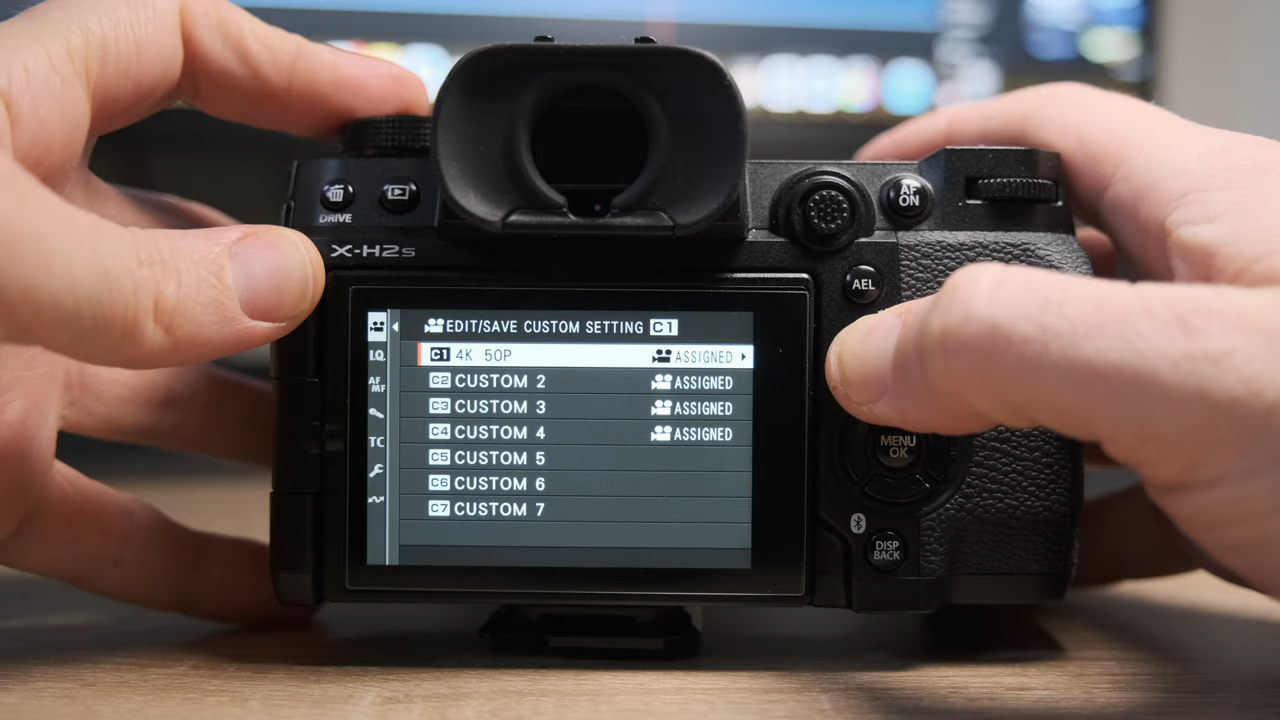 DRIVE
AF
ON
X-H2s
AEL
EDIT/SAVE CUSTOM SETTING C1
C1 4K 50P ASSIGNED
I.Q.
C2 CUSTOM 2 ASSIGNED
AF
MF
C3 CUSTOM 3 ASSIGNED
C4 CUSTOM 4 ASSIGNED
TC
C5 CUSTOM 5
C6 CUSTOM 6
C7 CUSTOM 7
MENU
OK
DISP
BACK